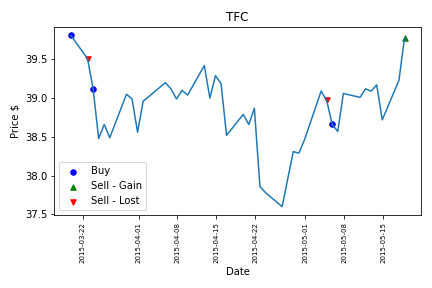 TFC
Price $
39.5
39.0
38.5
38.0
37.5
Buy
Sell - Gain
Sell - Lost
2015-03-22
2015-04-01
2015-04-08
2015-04-15
2015-04-22
2015-05-01
2015-05-08
2015-05-15
Date